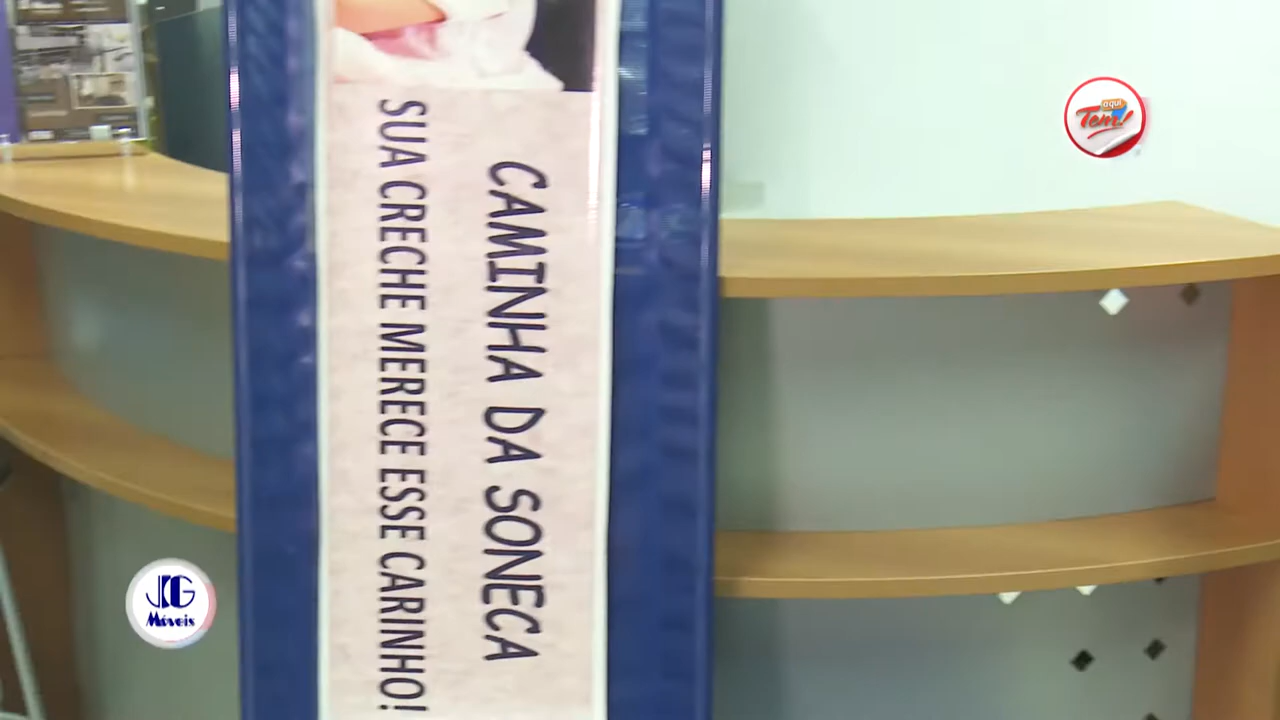 CAMINHA DA SONECA
SUA CRECHE MERECE ESSE CARINHO!
aqui
Tem!
JG
Móveis